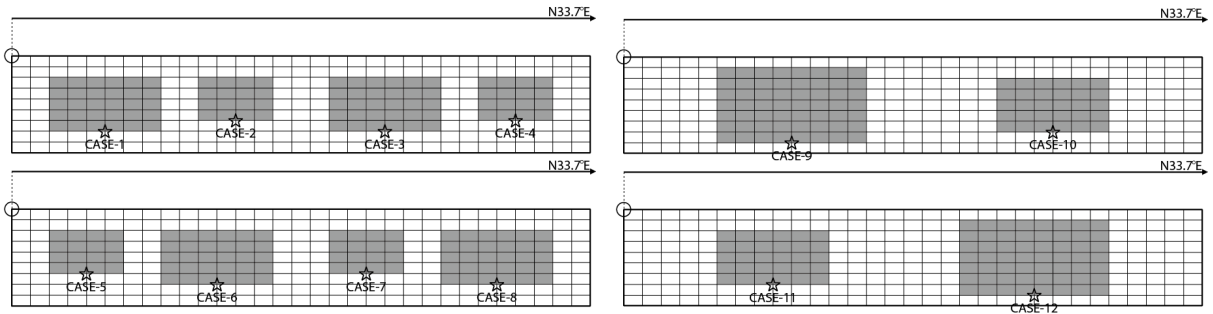 N33.7°E
CASE-1
CASE-2
CASE-3
CASE-4
N33.7°E
CASE-9
CASE-10
N33.7°E
CASE-5
CASE-6
CASE-7
CASE-8
N33.7°E
CASE-11
CASE-12